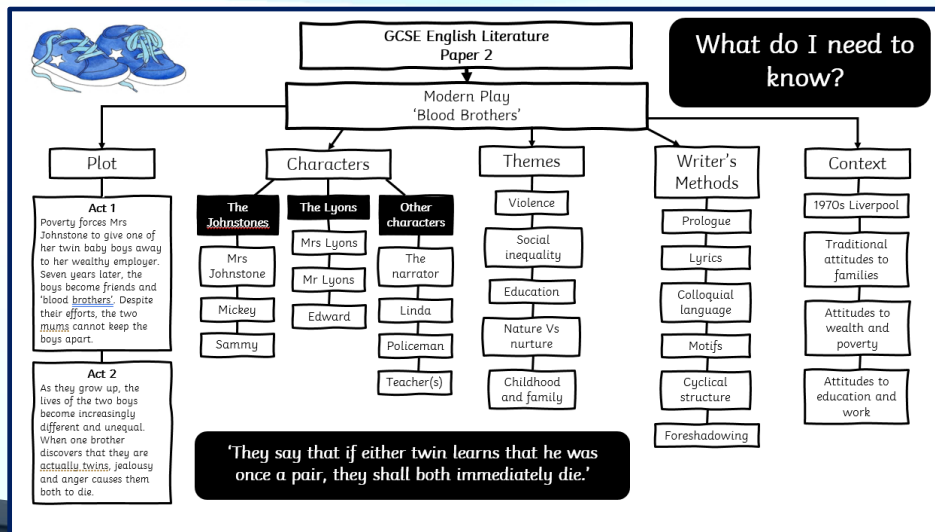 GCSE English Literature
Paper 2
What do I need to
know?
Modern Play
'Blood Brothers'
Plot
Act 1
Poverty forces Mrs
Johnstone to give one of
her twin baby boys away
to her wealthy employer.
Seven years later, the
boys become friends and
'blood brothers'. Despite
their efforts, the two
mums cannot keep the
boys apart.
Act 2
As they grow up, the
lives of the two boys
become increasingly
different and unequal.
When one brother
discovers that they are
actually twins, jealousy
and anger causes them
both to die.
Characters
The
Johnstones
Mrs
Johnstone
Mickey
Sammy
The Lyons
Mrs Lyons
Mr Lyons
Edward
Other
characters
The
narrator
Linda
Policeman
Teacher(s)
Themes
Violence
Social
inequality
Education
Nature Vs
nurture
Childhood
and family
Writer's
Methods
Prologue
Lyrics
Colloquial
language
Motifs
Cyclical
structure
Foreshadowing
Context
1970s Liverpool
Traditional
attitudes to
families
Attitudes to
wealth and
poverty
Attitudes to
education and
work
'They say that if either twin learns that he was
once a pair, they shall both immediately die.'